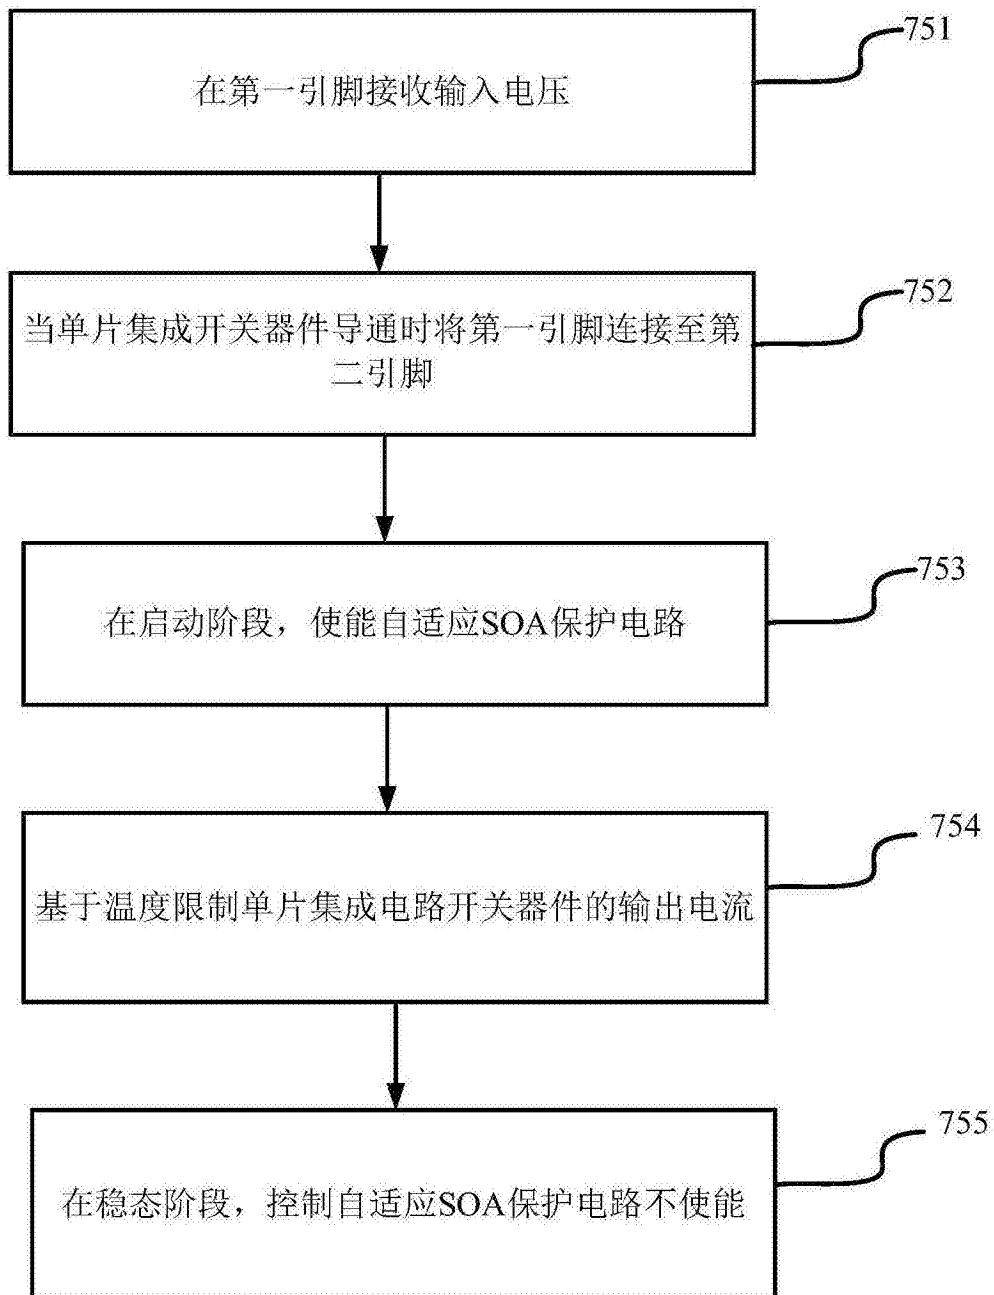 751
在第一引脚接收输入电压
752
当单片集成开关器件导通时将第一引脚连接至第
二引脚
753
在启动阶段，使能自适应SOA保护电路
754
基于温度限制单片集成电路开关器件的输出电流
755
在稳态阶段，控制自适应SOA保护电路不使能